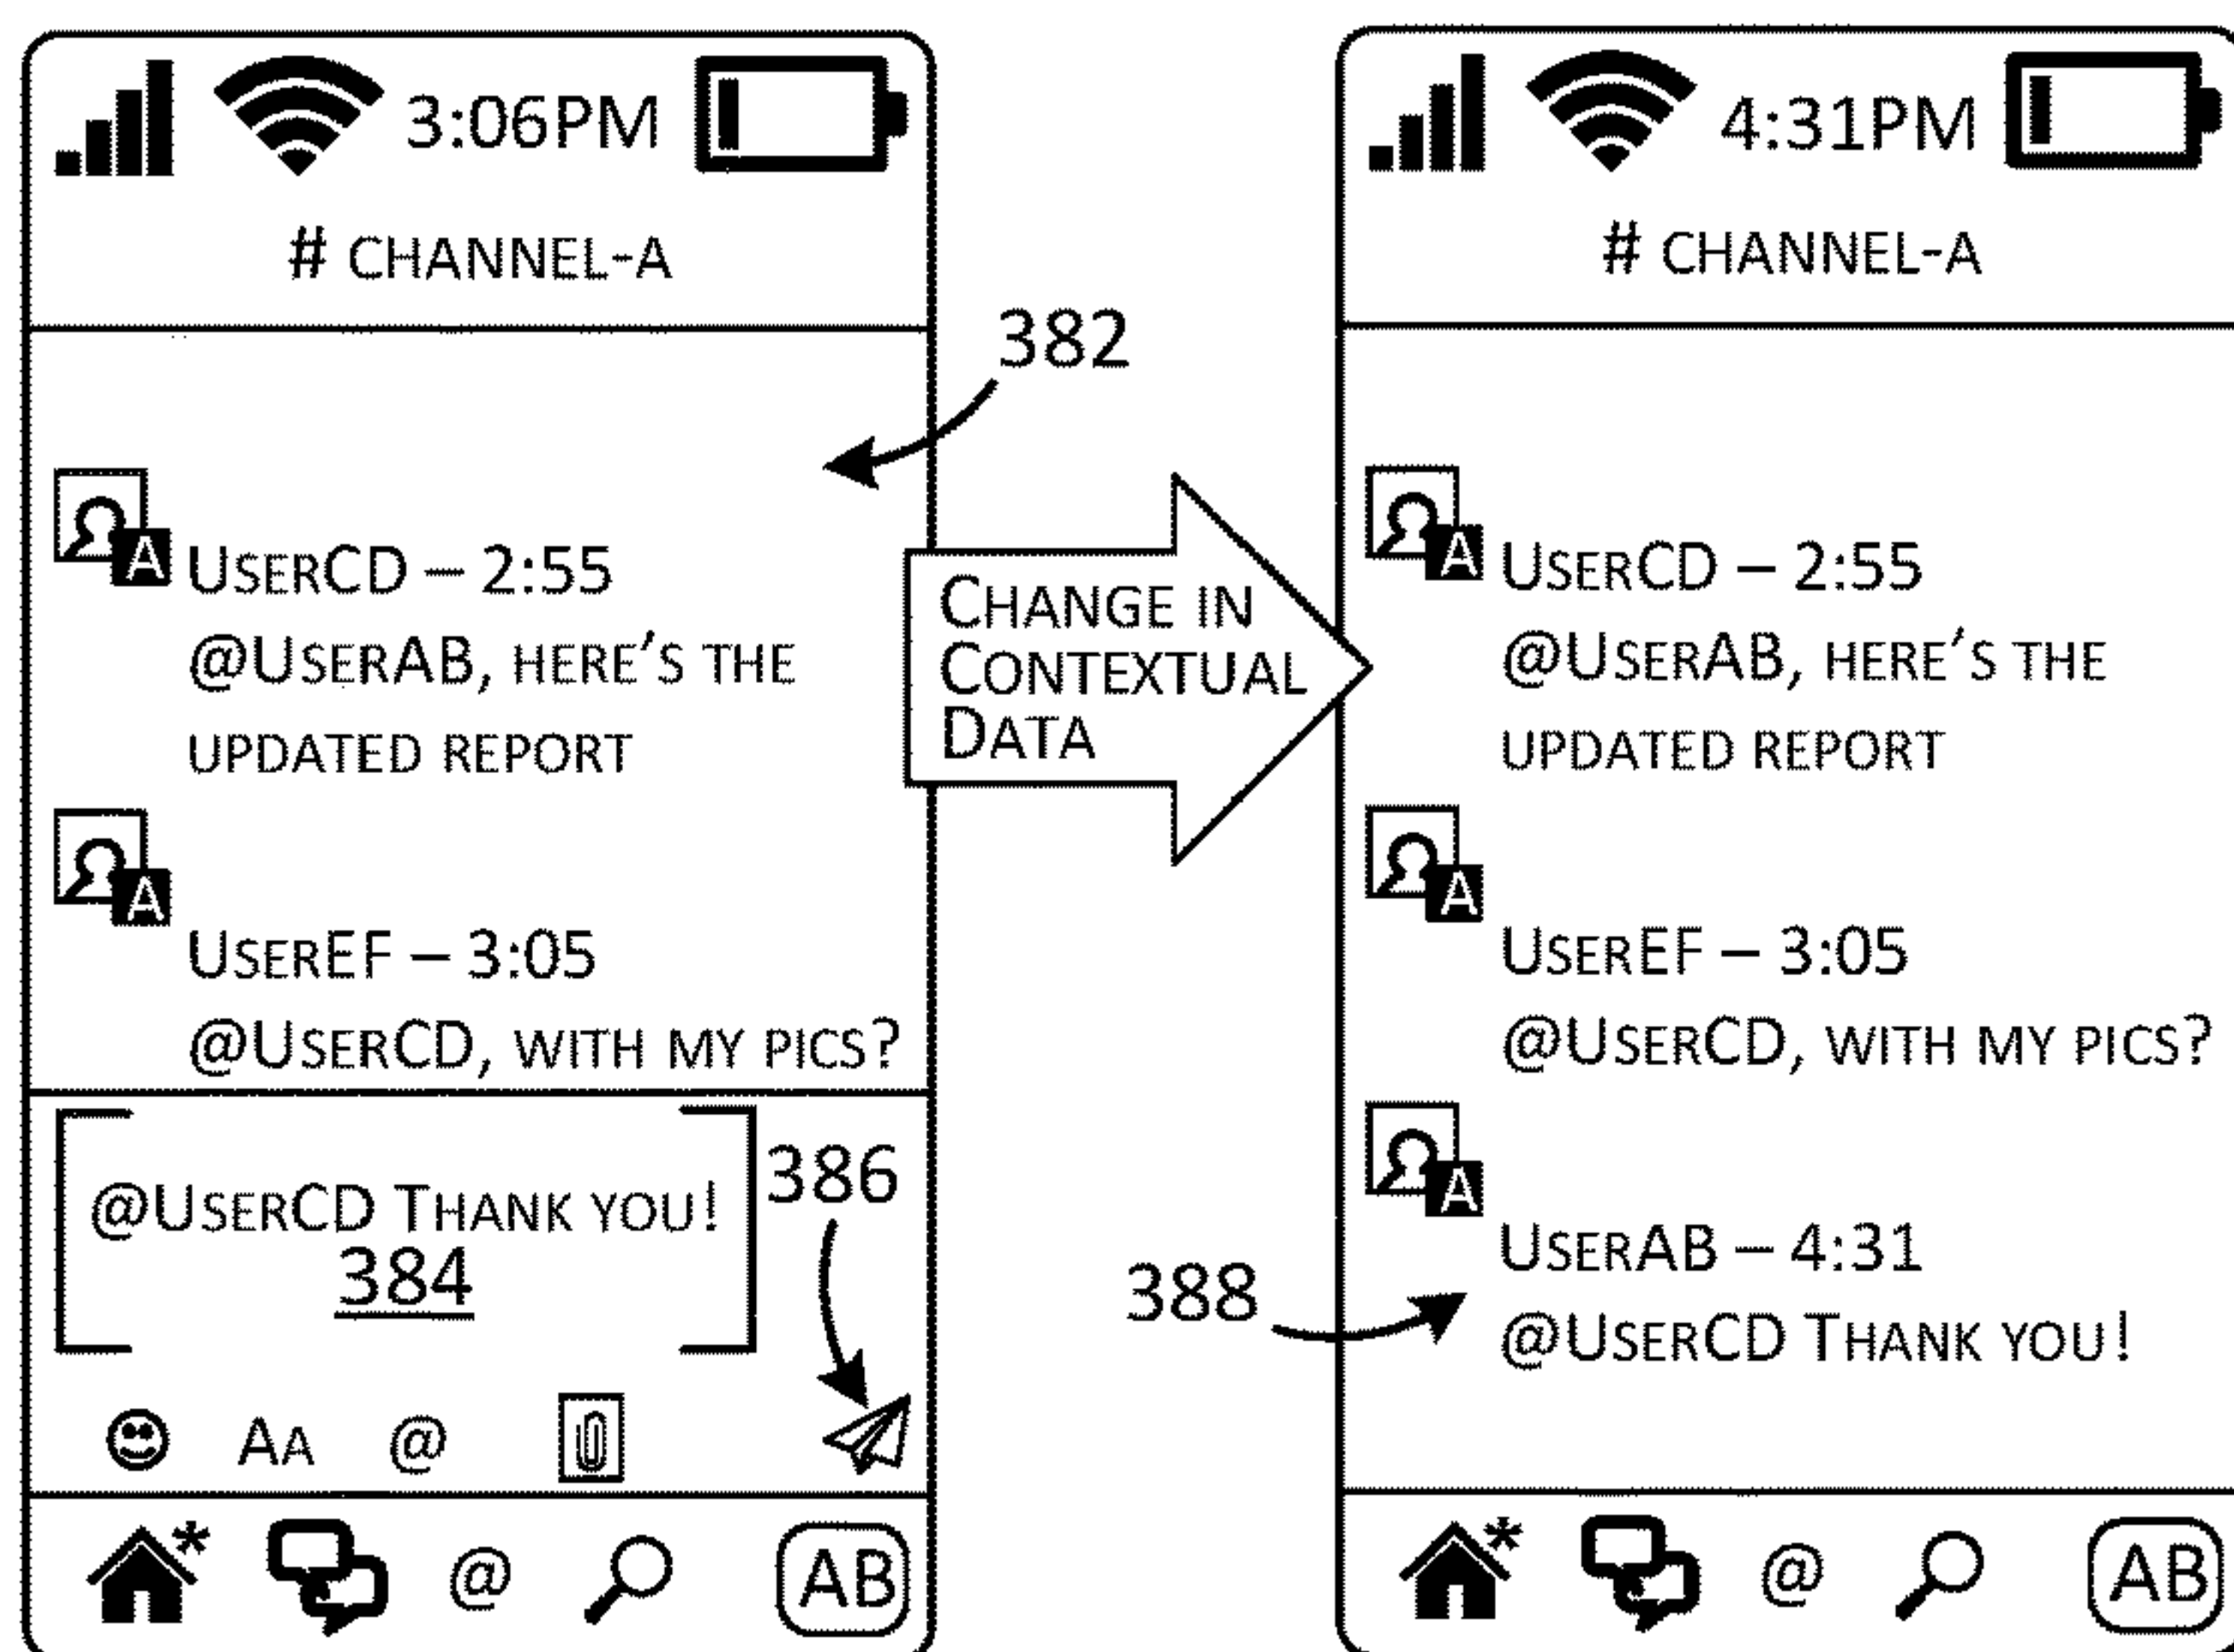 3:06PM
# CHANNEL-A
382
A
USERCD – 2:55
@USERAB, HERE'S THE
UPDATED REPORT
A
USEREF – 3:05
@USERCD, WITH MY PICS?
@USERCD THANK YOU!
384
386
AA @
@ AB
CHANGE IN
CONTEXTUAL
DATA
4:31PM
# CHANNEL-A
A
USERCD – 2:55
@USERAB, HERE'S THE
UPDATED REPORT
A
USEREF – 3:05
@USERCD, WITH MY PICS?
A
388
USERAB – 4:31
@USERCD THANK YOU!
@ AB